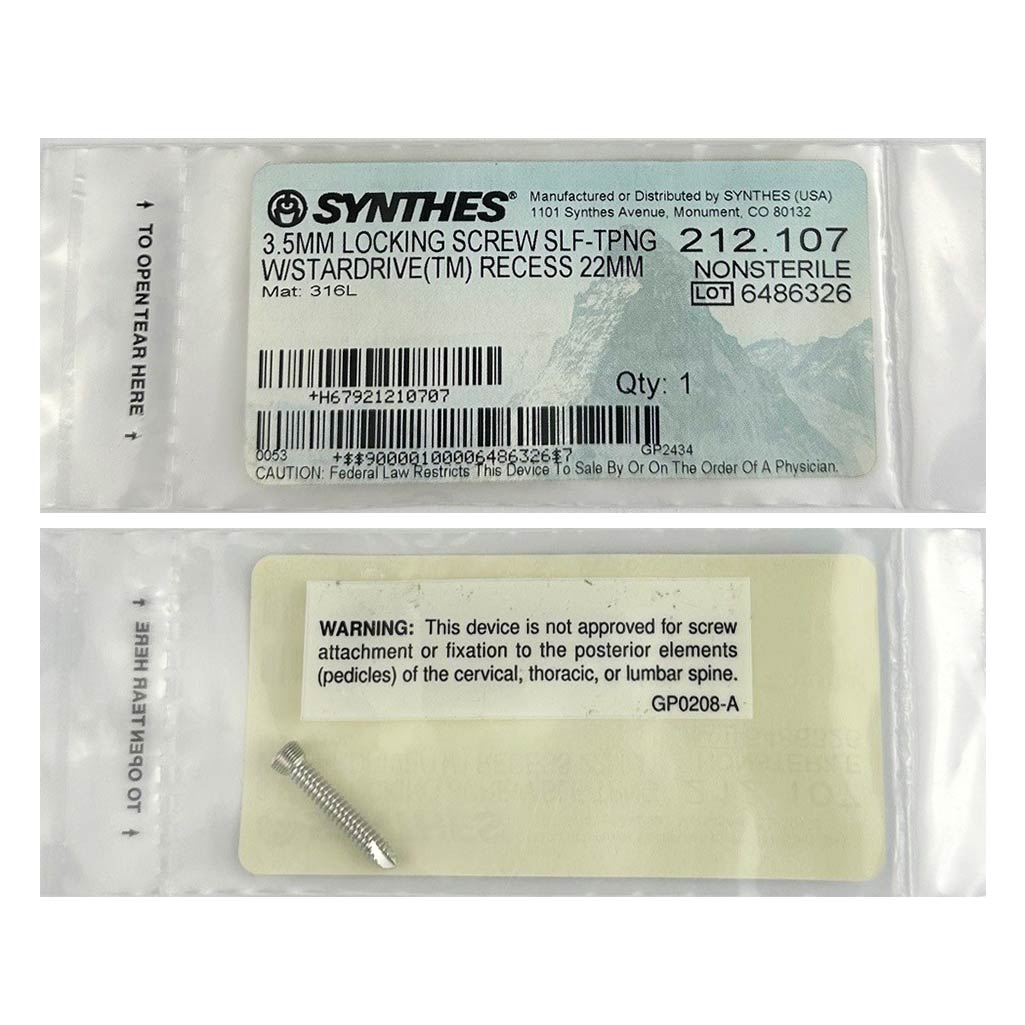 ↑ TO OPEN TEAR HERE ↑
SYNTHES®
Manufactured or Distributed by SYNTHES (USA)
1101 Synthes Avenue, Monument, CO 80132
3.5MM LOCKING SCREW SLF-TPNG
W/STARDRIVE(TM) RECESS 22MM
Mat: 316L
212.107
NONSTERILE
LOT 6486326
Qty: 1
+H67921210707
0053
+$$90000100006486326$7
GP2434
CAUTION: Federal Law Restricts This Device To Sale By Or On The Order Of A Physician.
↑ TO OPEN TEAR HERE ↑
WARNING: This device is not approved for screw
attachment or fixation to the posterior elements
(pedicles) of the cervical, thoracic, or lumbar spine.
GP0208-A